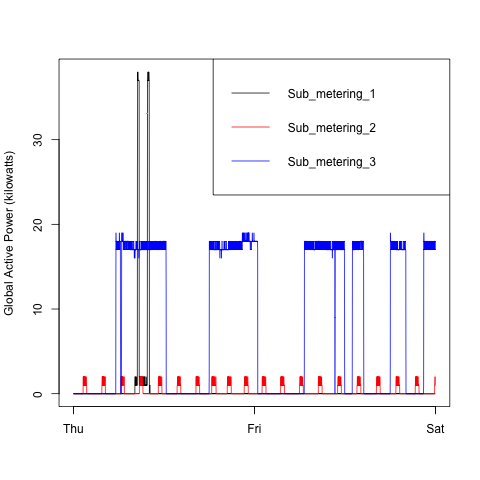 Sub_metering_1
Sub_metering_2
Sub_metering_3
Global Active Power (kilowatts)
30
20
10
0
Thu
Fri
Sat